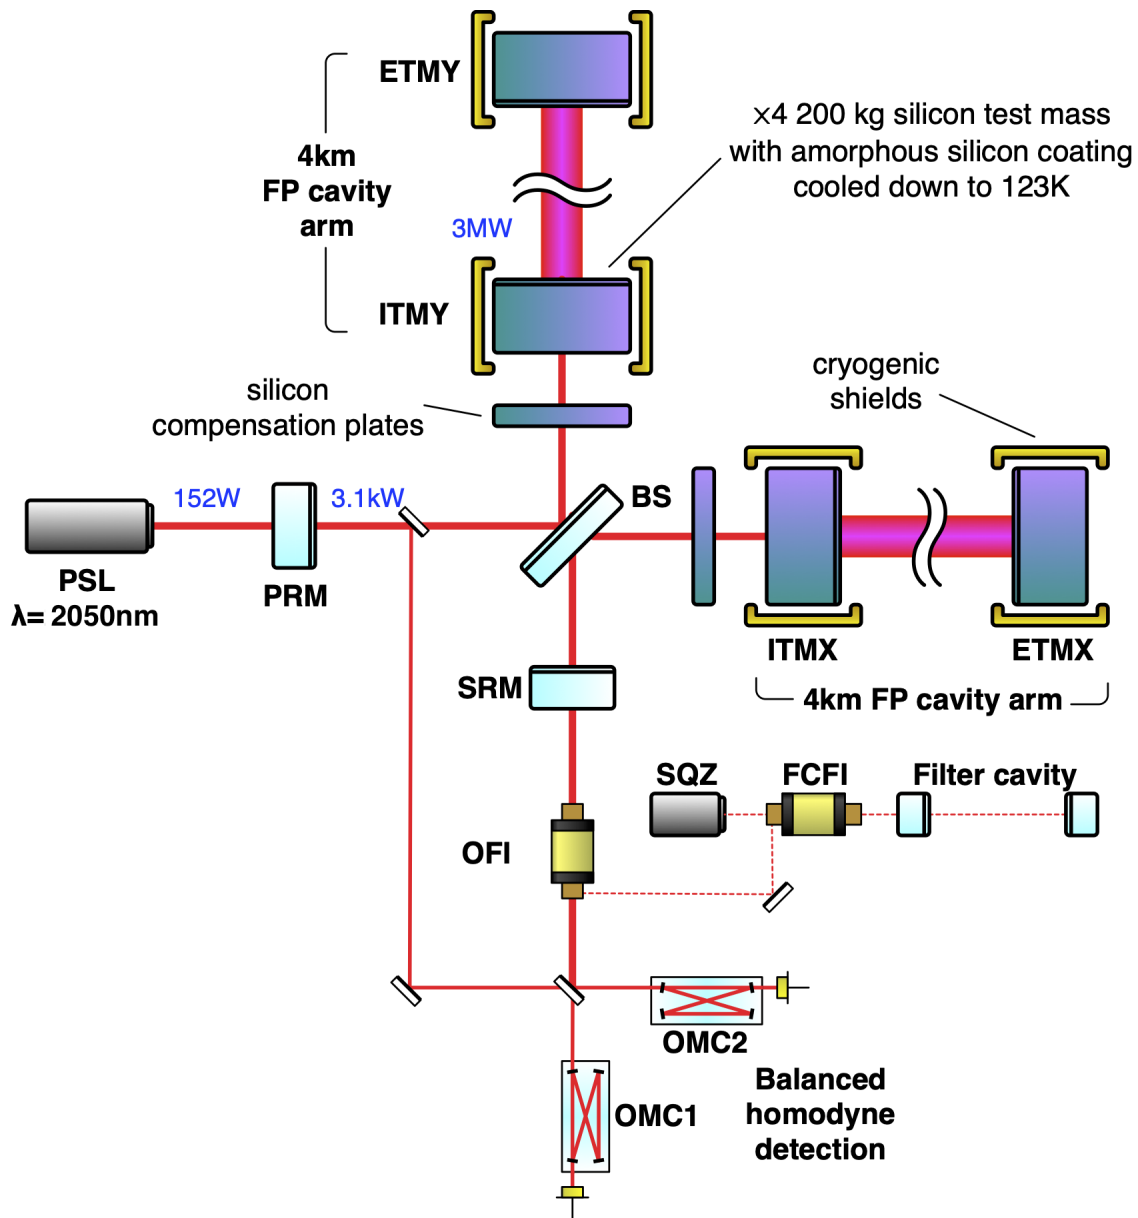 ETMY
4km
FP cavity
arm
×4 200 kg silicon test mass
with amorphous silicon coating
cooled down to 123K
3MW
ITMY
silicon
compensation plates
cryogenic
shields
152W
3.1kW
BS
PSL
λ= 2050nm
PRM
ITMX
ETMX
4km FP cavity arm
SRM
SQZ
FCFI
Filter cavity
OFI
OMC2
OMC1
Balanced
homodyne
detection